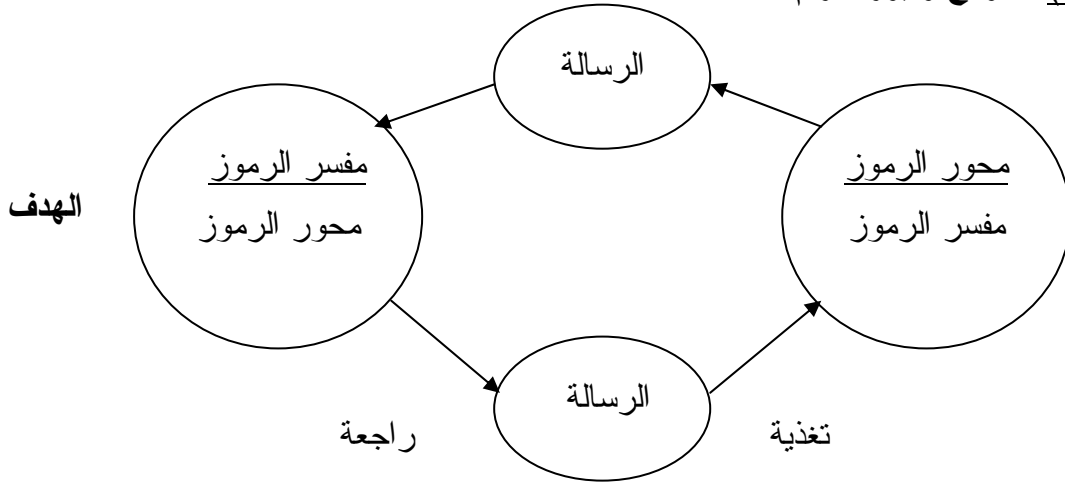 الرسالة
محور الرموز
مفسر الرموز
مفسر الرموز
محور الرموز
الهدف
الرسالة
تغذية
راجعة